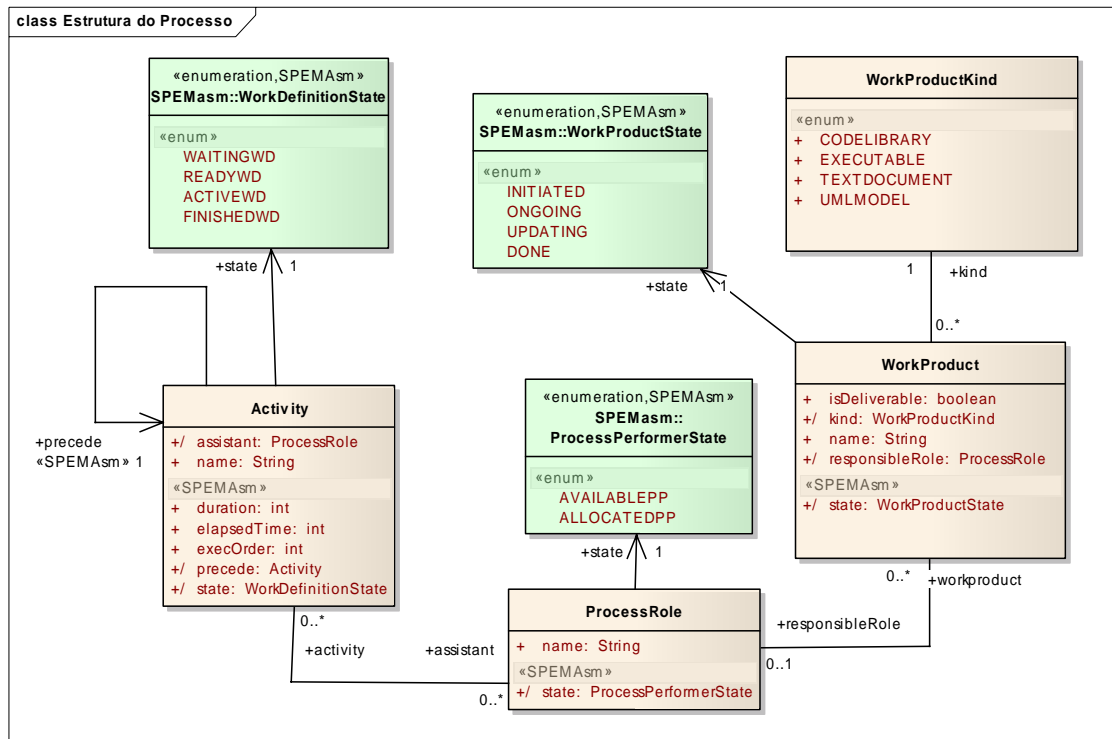 class Estrutura do Processo
«enumeration,SPEMAsm»
SPEMasm::WorkDefinitionState
«enum»
WAITINGWD
READYWD
ACTIVEWD
FINISHEDWD
«enumeration,SPEMAsm»
SPEMasm::WorkProductState
«enum»
INITIATED
ONGOING
UPDATING
DONE
WorkProductKind
«enum»
+ CODELIBRARY
+ EXECUTABLE
+ TEXTDOCUMENT
+ UMLMODEL
+state 1
+state 1
1 +kind
0..*
Activity
+/ assistant: ProcessRole
+ name: String
«SPEMAsm»
+ duration: int
+ elapsedTime: int
+ execOrder: int
+/ precede: Activity
+/ state: WorkDefinitionState
+precede
«SPEMAsm» 1
«enumeration,SPEMAsm»
SPEMasm::
ProcessPerformerState
«enum»
AVAILABLEPP
ALLOCATEDPP
WorkProduct
+ isDeliverable: boolean
+/ kind: WorkProductKind
+ name: String
+/ responsibleRole: ProcessRole
«SPEMAsm»
+/ state: WorkProductState
+state 1
0..* +workproduct
0..*
+activity
+assistant
0..*
ProcessRole
+ name: String
«SPEMAsm»
+/ state: ProcessPerformerState
+responsibleRole
0..1